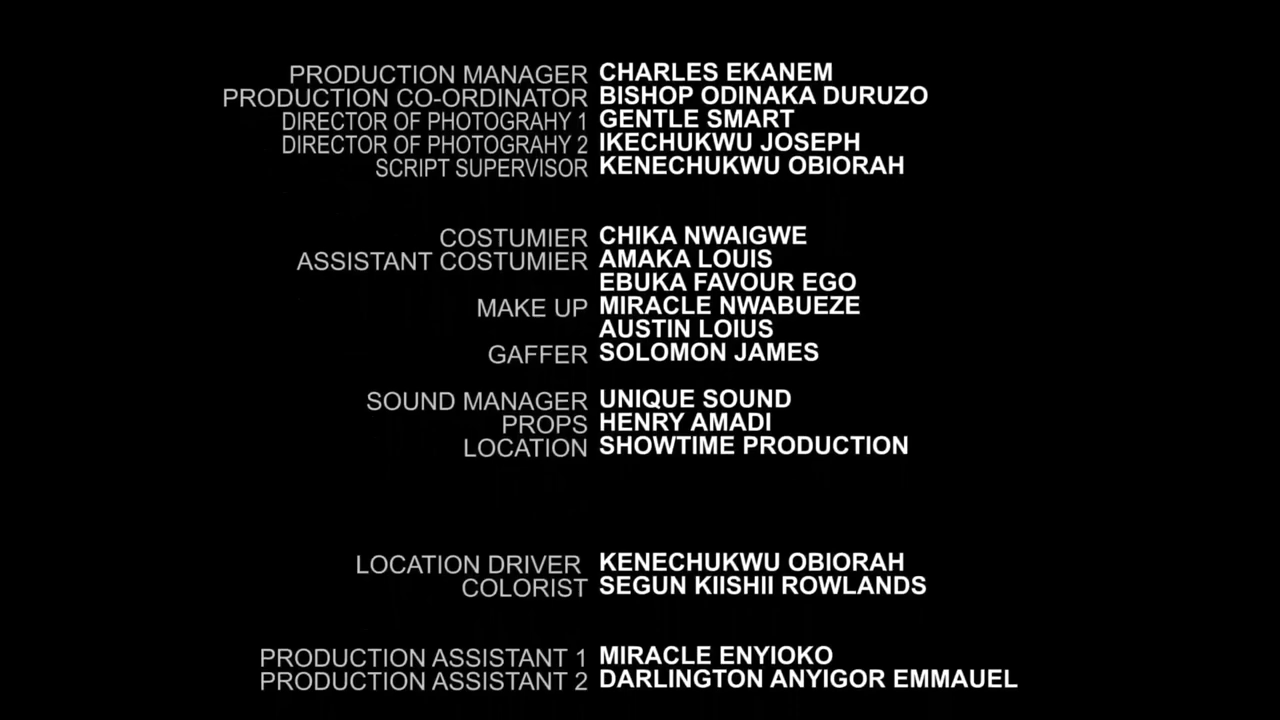 PRODUCTION MANAGER CHARLES EKANEM
PRODUCTION CO-ORDINATOR BISHOP ODINAKA DURUZO
DIRECTOR OF PHOTOGRAHY 1 GENTLE SMART
DIRECTOR OF PHOTOGRAHY 2 IKECHUKWU JOSEPH
SCRIPT SUPERVISOR KENECHUKWU OBIORAH
COSTUMIER CHIKA NWAIGWE
ASSISTANT COSTUMIER AMAKA LOUIS
EBUKA FAVOUR EGO
MAKE UP MIRACLE NWABUEZE
AUSTIN LOIUS
GAFFER SOLOMON JAMES
SOUND MANAGER UNIQUE SOUND
PROPS HENRY AMADI
LOCATION SHOWTIME PRODUCTION
LOCATION DRIVER KENECHUKWU OBIORAH
COLORIST SEGUN KIISHII ROWLANDS
PRODUCTION ASSISTANT 1 MIRACLE ENYIOKO
PRODUCTION ASSISTANT 2 DARLINGTON ANYIGOR EMMAUEL